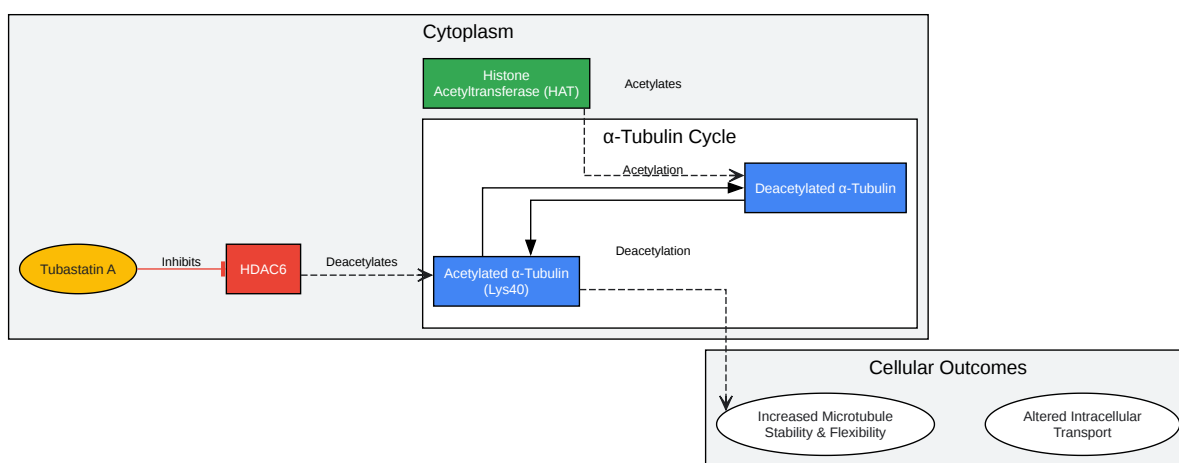 Cytoplasm
Histone
Acetyltransferase (HAT)
Acetylates
α-Tubulin Cycle
Acetylation
Deacetylated α-Tubulin
Deacetylation
Tubastatin A
Inhibits
HDAC6
Deacetylates
Acetylated α-Tubulin
(Lys40)
Cellular Outcomes
Increased Microtubule
Stability & Flexibility
Altered Intracellular
Transport